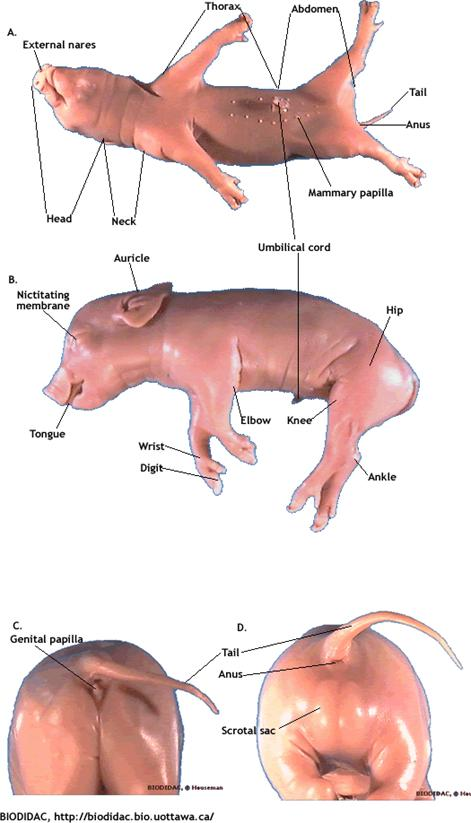 A.
Thorax
Abdomen
External nares
Tail
Anus
Mammary papilla
Head
Neck
Umbilical cord
B.
Auricle
Nictitating
membrane
Hip
Tongue
Elbow
Knee
Wrist
Digit
Ankle
C.
Genital papilla
D.
Tail
Anus
Scrotal sac
BIODIDAC, @ Houseman
BIODIDAC, @ Hou
BIODIDAC, http://biodidac.bio.uottawa.ca/